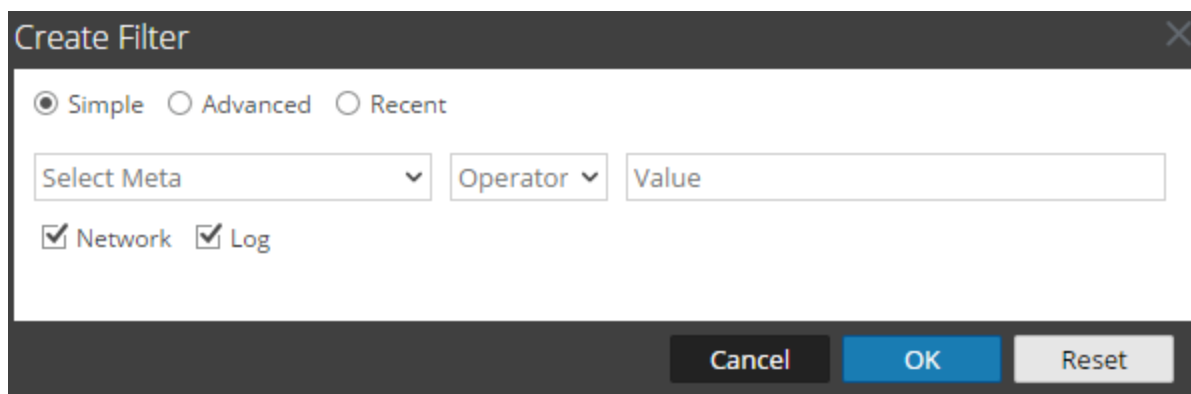 Create Filter
Simple Advanced Recent
Select Meta Operator Value
Network Log
Cancel OK Reset